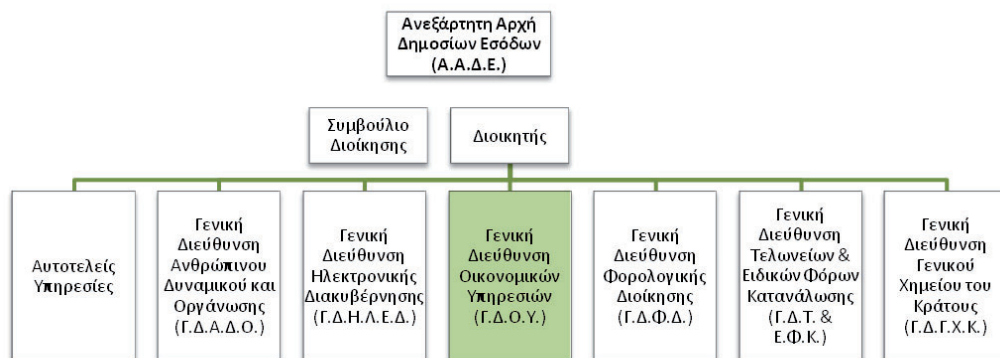 Ανεξάρτητη Αρχή
Δημοσίων Εσόδων
(Α.Α.Δ.Ε.)
Συμβούλιο
Διοίκησης
Διοικητής
Αυτοτελείς
Υπηρεσίες
Γενική
Διεύθυνση
Ανθρώπινου
Δυναμικού και
Οργάνωσης
(Γ.Δ.Α.Δ.Ο.)
Γενική
Διεύθυνση
Ηλεκτρονικής
Διακυβέρνησης
(Γ.Δ.Η.Λ.Ε.Δ.)
Γενική
Διεύθυνση
Οικονομικών
Υπηρεσιών
(Γ.Δ.Ο.Υ.)
Γενική
Διεύθυνση
Φορολογικής
Διοίκησης
(Γ.Δ.Φ.Δ.)
Γενική
Διεύθυνση
Τελωνείων &
Ειδικών Φόρων
Κατανάλωσης
(Γ.Δ.Τ. &
Ε.Φ.Κ.)
Γενική
Διεύθυνση
Γενικού
Χημείου του
Κράτους
(Γ.Δ.Γ.Χ.Κ.)